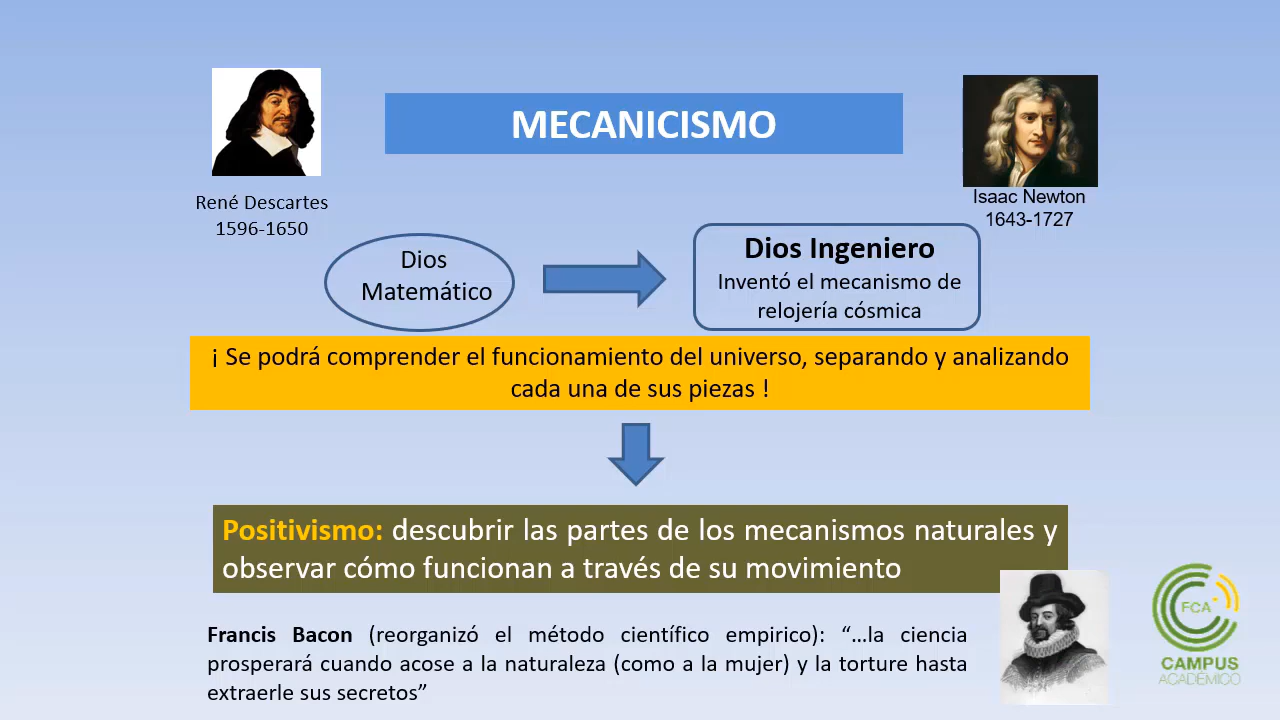 MECANICISMO
René Descartes
1596-1650
Isaac Newton
1643-1727
Dios
Matemático
Dios Ingeniero
Inventó el mecanismo de
relojería cósmica
¡ Se podrá comprender el funcionamiento del universo, separando y analizando
cada una de sus piezas !
Positivismo: descubrir las partes de los mecanismos naturales y
observar cómo funcionan a través de su movimiento
Francis Bacon (reorganizó el método científico empirico): “…la ciencia
prosperará cuando acose a la naturaleza (como a la mujer) y la torture hasta
extraerle sus secretos”
FCA
CAMPUS
ACADÉMICO